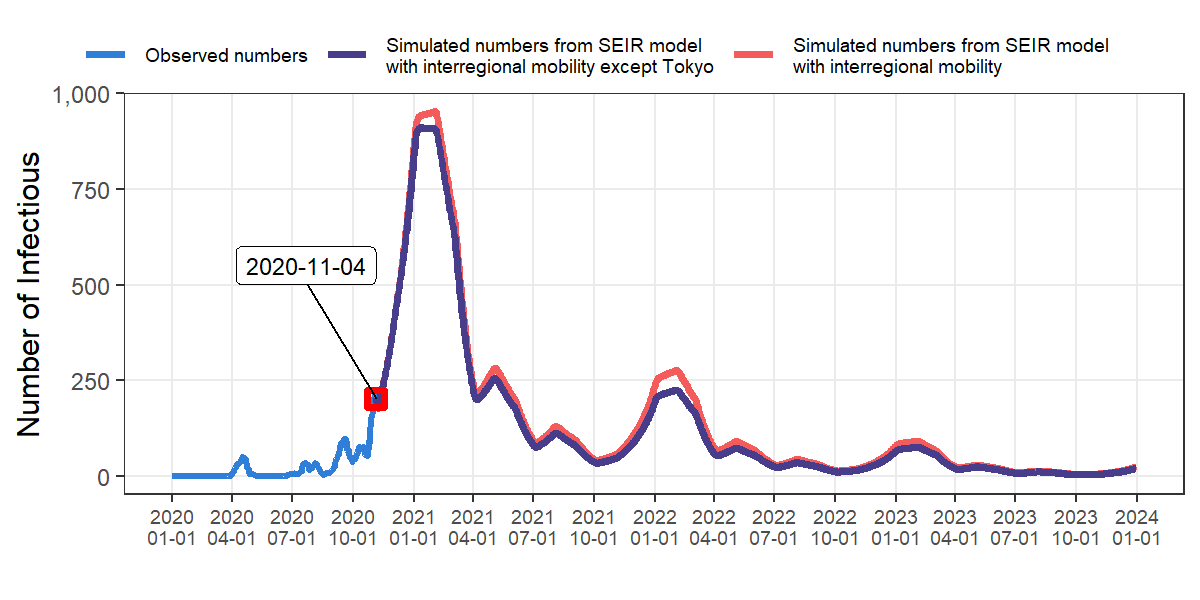 Observed numbers
Simulated numbers from SEIR model
with interregional mobility except Tokyo
Simulated numbers from SEIR model
with interregional mobility
Number of Infectious
1,000
750
500
250
0
2020-11-04
2020 2020 2020 2020 2021 2021 2021 2021 2022 2022 2022 2022 2023 2023 2023 2023 2024
01-01 04-01 07-01 10-01 01-01 04-01 07-01 10-01 01-01 04-01 07-01 10-01 01-01 04-01 07-01 10-01 01-01